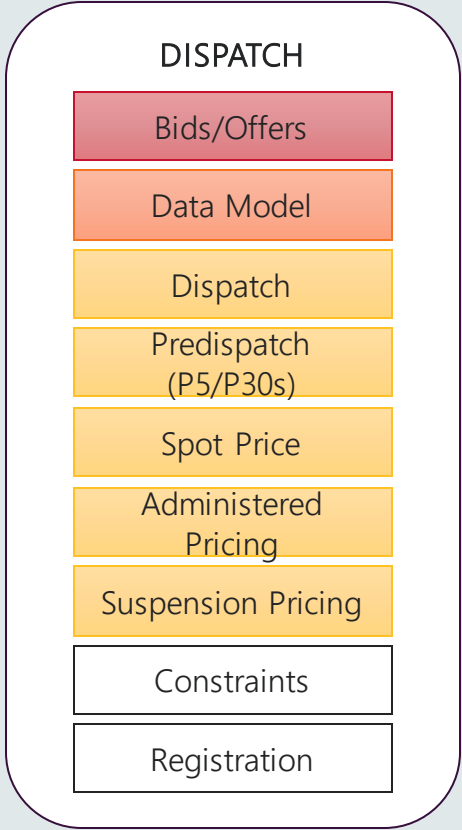 DISPATCH
Bids/Offers
Data Model
Dispatch
Predispatch
(P5/P30s)
Spot Price
Administered
Pricing
Suspension Pricing
Constraints
Registration